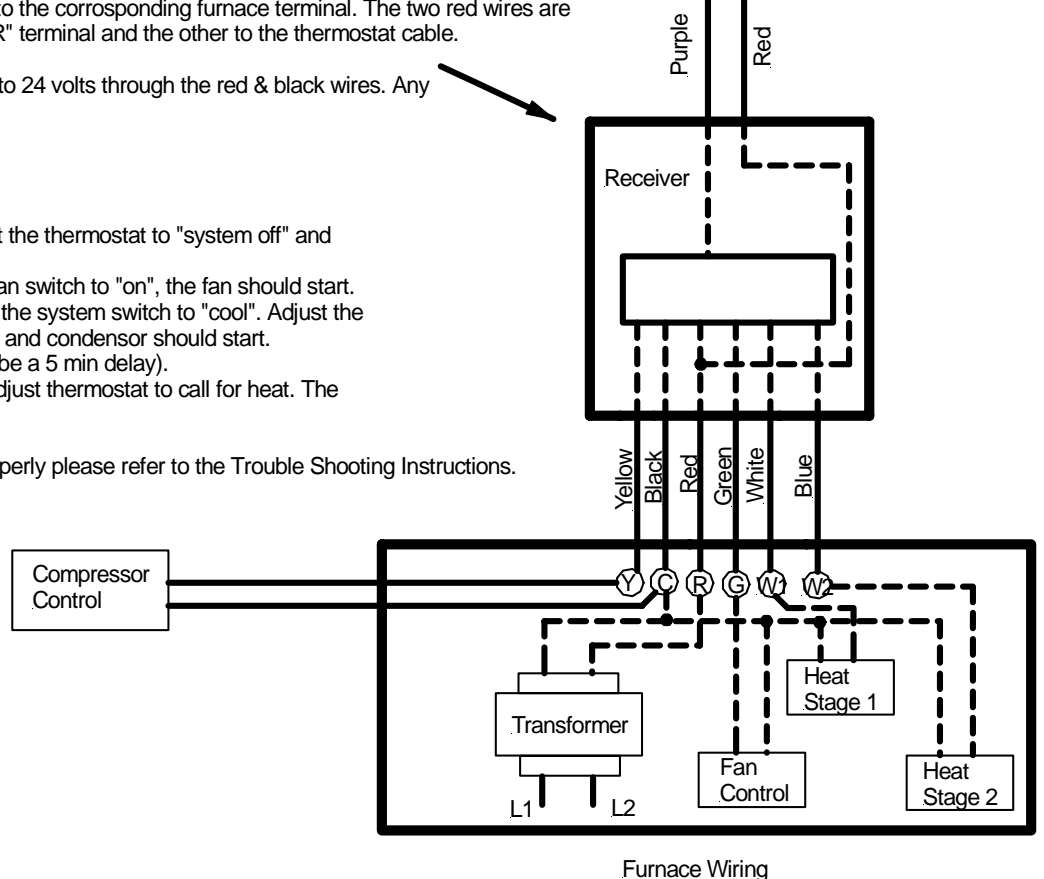 to the corrosponding furnace terminal. The two red wires are
R" terminal and the other to the thermostat cable.
to 24 volts through the red & black wires. Any
t the thermostat to "system off" and
an switch to "on", the fan should start.
the system switch to "cool". Adjust the
and condensor should start.
be a 5 min delay).
djust thermostat to call for heat. The
perly please refer to the Trouble Shooting Instructions.
Purple
Red
Receiver
Yellow
Black
Red
Green
White
Blue
Compressor
Control
Y
C
R
G
W1
W2
Transformer
L1
L2
Fan
Control
Heat
Stage 1
Heat
Stage 2
Furnace Wiring